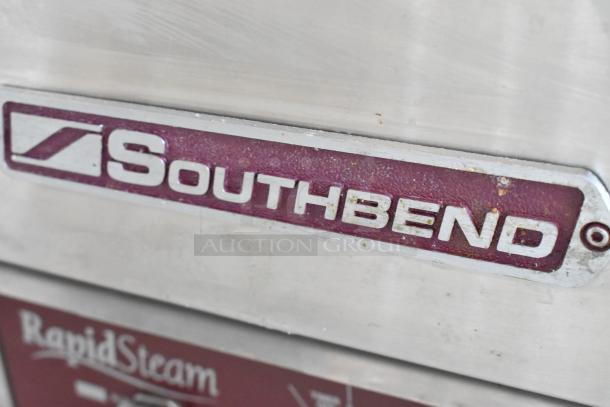 SOUTHBEND
AUCTION GROUP
RapidSteam